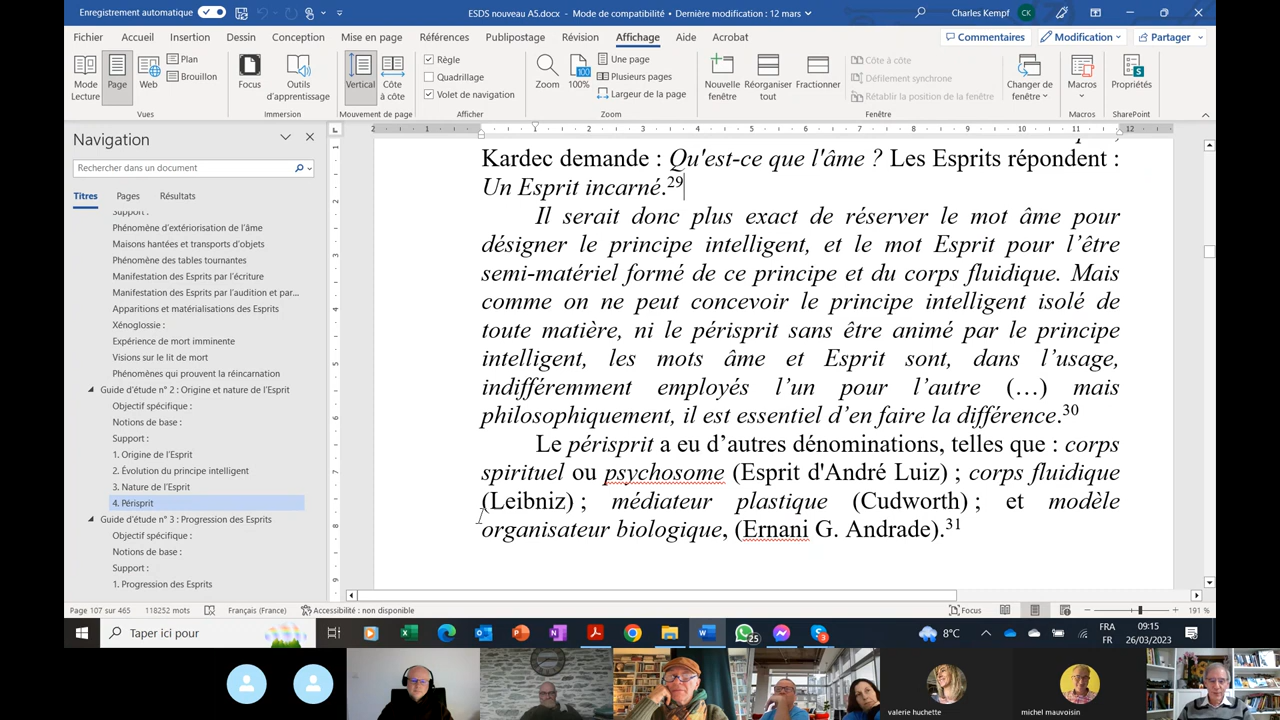 Enregistrement automatique
ESDS nouveau A5.docx • Mode de compatibilité • Dernière modification : 12 mars
Charles Kempf CK
Fichier Accueil Insertion Dessin Conception Mise en page Références Publipostage Révision Affichage Aide Acrobat
Commentaires Modification Partager
Mode Lecture Page Web Plan Brouillon
Focus Outils d'apprentissage
Vertical Côte à côte
Règle Quadrillage Volet de navigation
Zoom 100% Une page Plusieurs pages Largeur de la page
Nouvelle fenêtre Réorganiser tout Fractionner
Côte à côte Défilement synchrone Rétablir la position de la fenêtre
Changer de fenêtre Macros Propriétés
Vues Immersion Mouvement de page Afficher Zoom Fenêtre Macros SharePoint
Navigation
Rechercher dans un document
Titres Pages Résultats
Support :
Phénomène d'extériorisation de l'âme
Maisons hantées et transports d'objets
Phénomène des tables tournantes
Manifestation des Esprits par l'écriture
Manifestation des Esprits par l'audition et par...
Apparitions et matérialisations des Esprits
Xénoglossie :
Expérience de mort imminente
Visions sur le lit de mort
Phénomènes qui prouvent la réincarnation
Guide d'étude n° 2 : Origine et nature de l'Esprit
Objectif spécifique :
Notions de base :
Support :
1. Origine de l'Esprit
2. Évolution du principe intelligent
3. Nature de l'Esprit
4. Périsprit
Guide d'étude n° 3 : Progression des Esprits
Objectif spécifique :
Notions de base :
Support :
1. Progression des Esprits
2 1 1 2 3 4 5 6 7 8 9 10 11 12
Kardec demande : Qu'est-ce que l'âme ? Les Esprits répondent :
Un Esprit incarné.29
Il serait donc plus exact de réserver le mot âme pour
désigner le principe intelligent, et le mot Esprit pour l’être
semi-matériel formé de ce principe et du corps fluidique. Mais
comme on ne peut concevoir le principe intelligent isolé de
toute matière, ni le périsprit sans être animé par le principe
intelligent, les mots âme et Esprit sont, dans l’usage,
indifféremment employés l’un pour l’autre (…) mais
philosophiquement, il est essentiel d’en faire la différence.30
Le périsprit a eu d’autres dénominations, telles que : corps
spirituel ou psychosome (Esprit d'André Luiz) ; corps fluidique
(Leibniz) ; médiateur plastique (Cudworth) ; et modèle
organisateur biologique, (Ernani G. Andrade).31
Page 107 sur 465 118252 mots Français (France) Accessibilité : non disponible
Focus 191 %
Taper ici pour
25
8°C
FRA
FR
09:15
26/03/2023
valerie huchette
michel mauvoisin